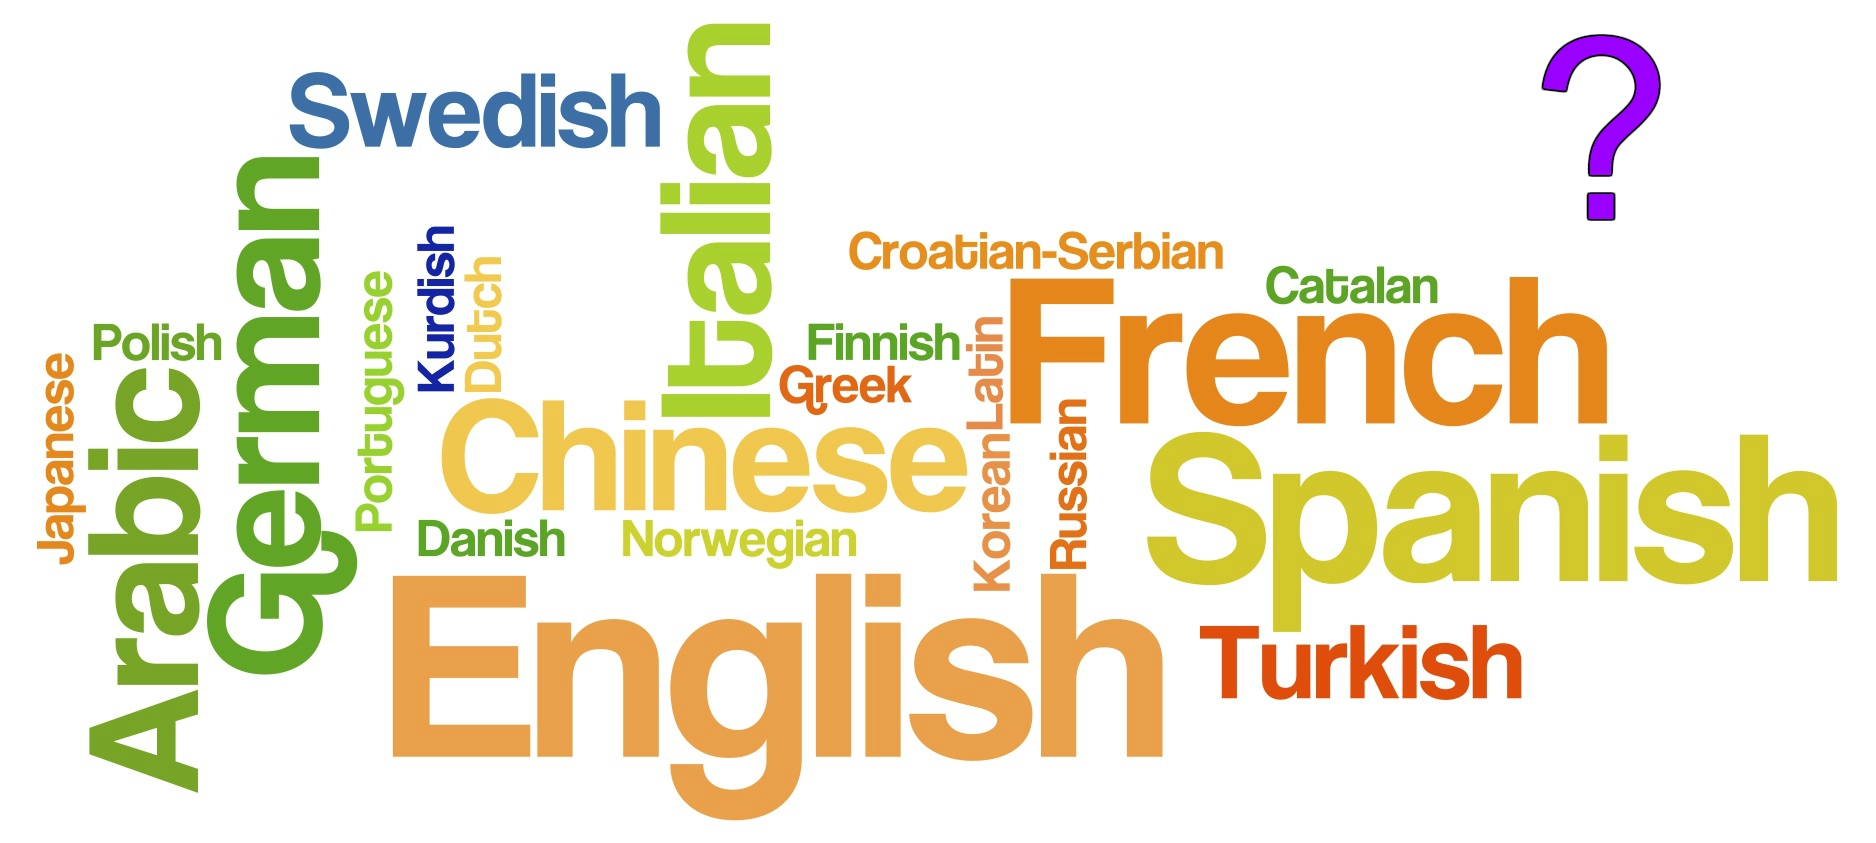 Swedish
Italian
?
German
Croatian-Serbian
Kurdish
Dutch
Catalan
Portuguese
French
Polish
Finnish
Latin
Japanese
Arabic
Greek
Chinese
Korean
Russian
Spanish
Danish
Norwegian
English
Turkish